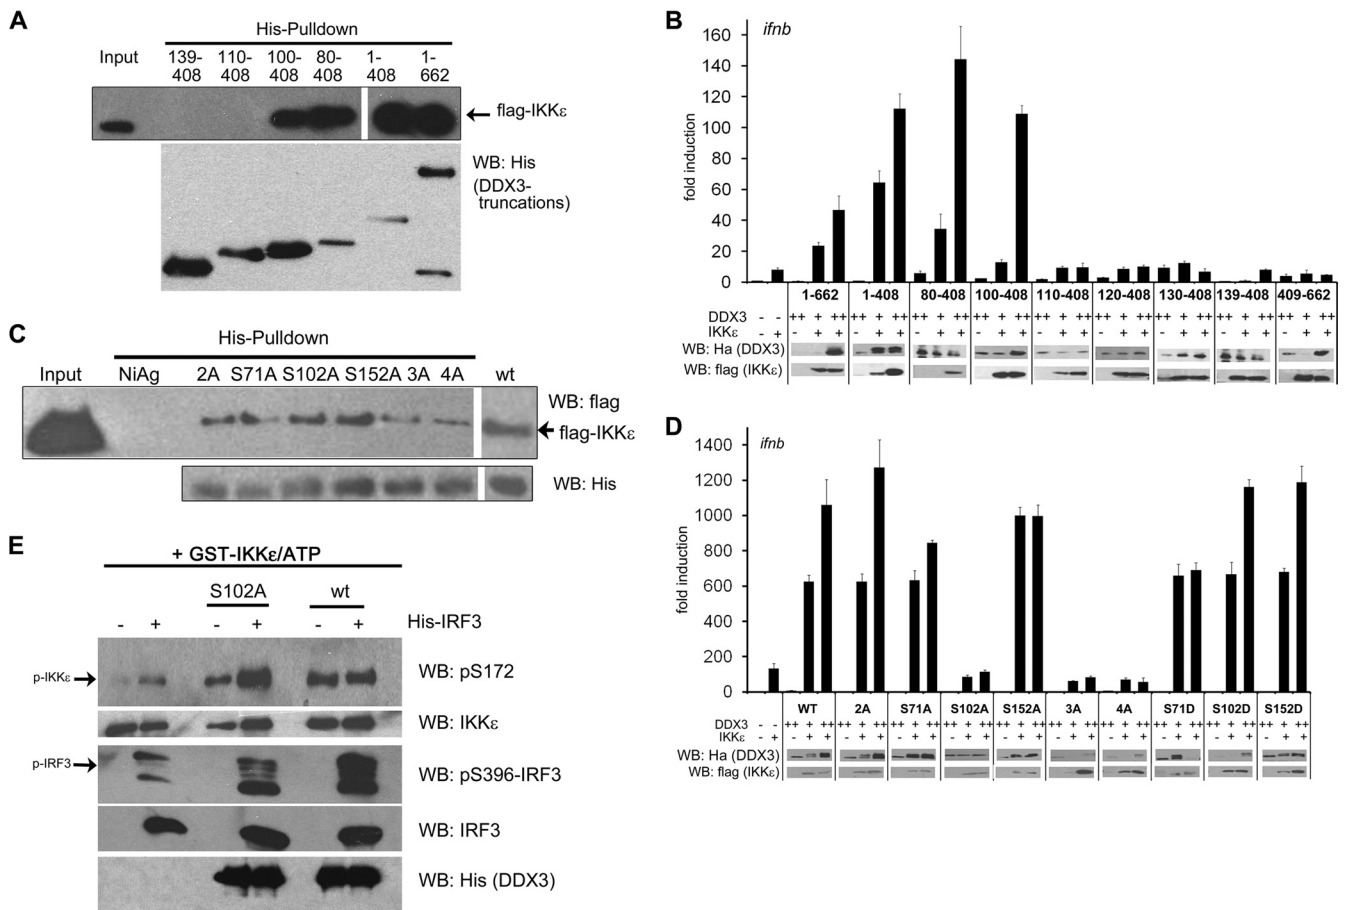 A
His-Pulldown
Input
139-408
110-408
100-408
80-408
1-408
1-662
flag-IKKε
WB: His
(DDX3-
truncations)
B
ifnb
fold induction
160
140
120
100
80
60
40
20
0
1-662 1-408 80-408 100-408 110-408 120-408 130-408 139-408 409-662
DDX3 - - ++ + ++ ++ + ++ ++ + ++ ++ + ++ ++ + ++ ++ + ++ ++ + ++ ++ + ++ ++ + ++
IKKε - + - + + - + + - + + - + + - + + - + + - + + - + + - + +
WB: Ha (DDX3)
WB: flag (IKKε)
C
His-Pulldown
Input NiAg 2A S71A S102A S152A 3A 4A wt
WB: flag
flag-IKKε
WB: His
D
ifnb
fold induction
1400
1200
1000
800
600
400
200
0
WT 2A S71A S102A S152A 3A 4A S71D S102D S152D
DDX3 - - ++ + ++ ++ + ++ ++ + ++ ++ + ++ ++ + ++ ++ + ++ ++ + ++ ++ + ++ ++ + ++ ++ + ++
IKKε - + - + + - + + - + + - + + - + + - + + - + + - + + - + + - + +
WB: Ha (DDX3)
WB: flag (IKKε)
E
+ GST-IKKε/ATP
S102A wt
- + - + - + His-IRF3
p-IKKε
WB: pS172
WB: IKKε
p-IRF3
WB: pS396-IRF3
WB: IRF3
WB: His (DDX3)